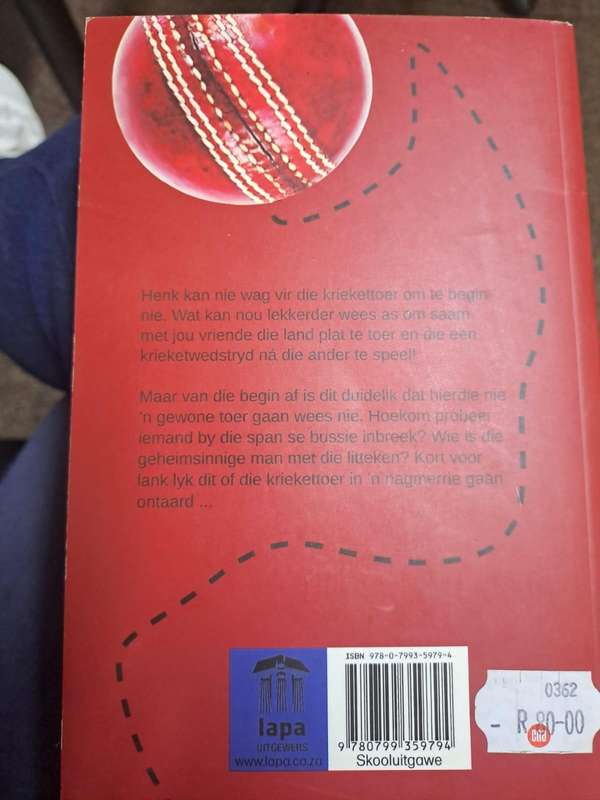 Henk kan nie wag vir die kriekettoer om te begin
nie. Wat kan nou lekkerder wees as om saam
met jou vriende die land plat te toer en die een
krieketwedstryd ná die ander te speel!
Maar van die begin af is dit duidelik dat hierdie nie
'n gewone toer gaan wees nie. Hoekom probeer
iemand by die span se bussie inbreek? Wie is die
geheimsinnige man met die litteken? Kort voor
lank lyk dit of die kriekettoer in 'n nagmerrie gaan
ontaard ...
lapa
UITGEWERS
www.lapa.co.za
ISBN 978-0-7993-5979-4
9 780799 359794
Skooluitgawe
0362
- R 80-00